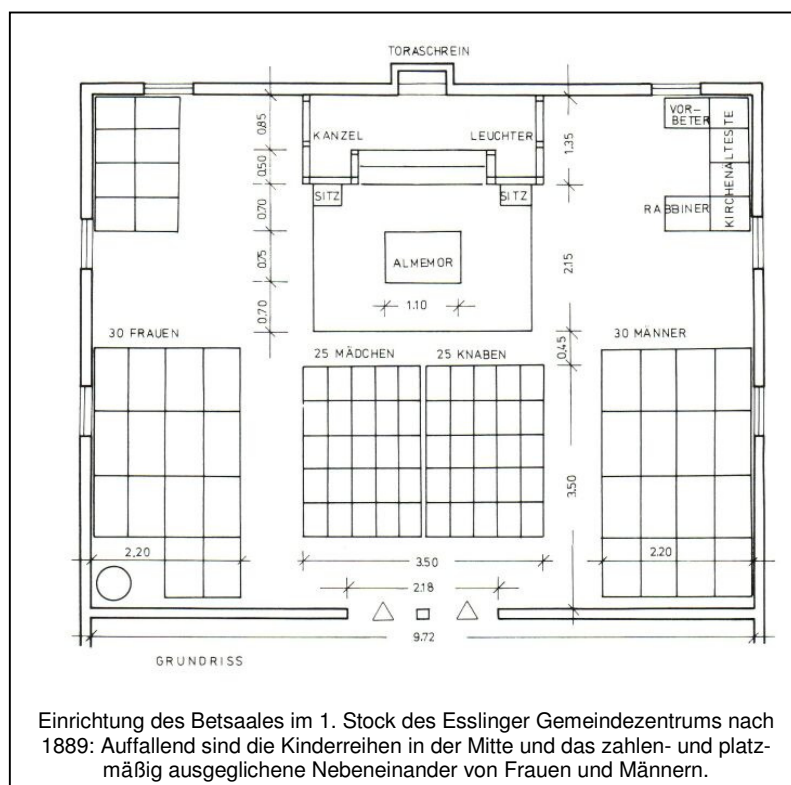 TORASCHREIN
KANZEL LEUCHTER
VOR-
BETER
KIRCHENÄLTESTE
0,85
0,50
1,35
SITZ SITZ
RABBINER
0,70
ALMEMOR
0,75
2,15
1,10
0,70
30 FRAUEN
25 MÄDCHEN 25 KNABEN
0,45
30 MÄNNER
3,50
2,20
2,20
3,50
2,18
9,72
GRUNDRISS
Einrichtung des Betsaales im 1. Stock des Esslinger Gemeindezentrums nach
1889: Auffallend sind die Kinderreihen in der Mitte und das zahlen- und platz-
mäßig ausgeglichene Nebeneinander von Frauen und Männern.